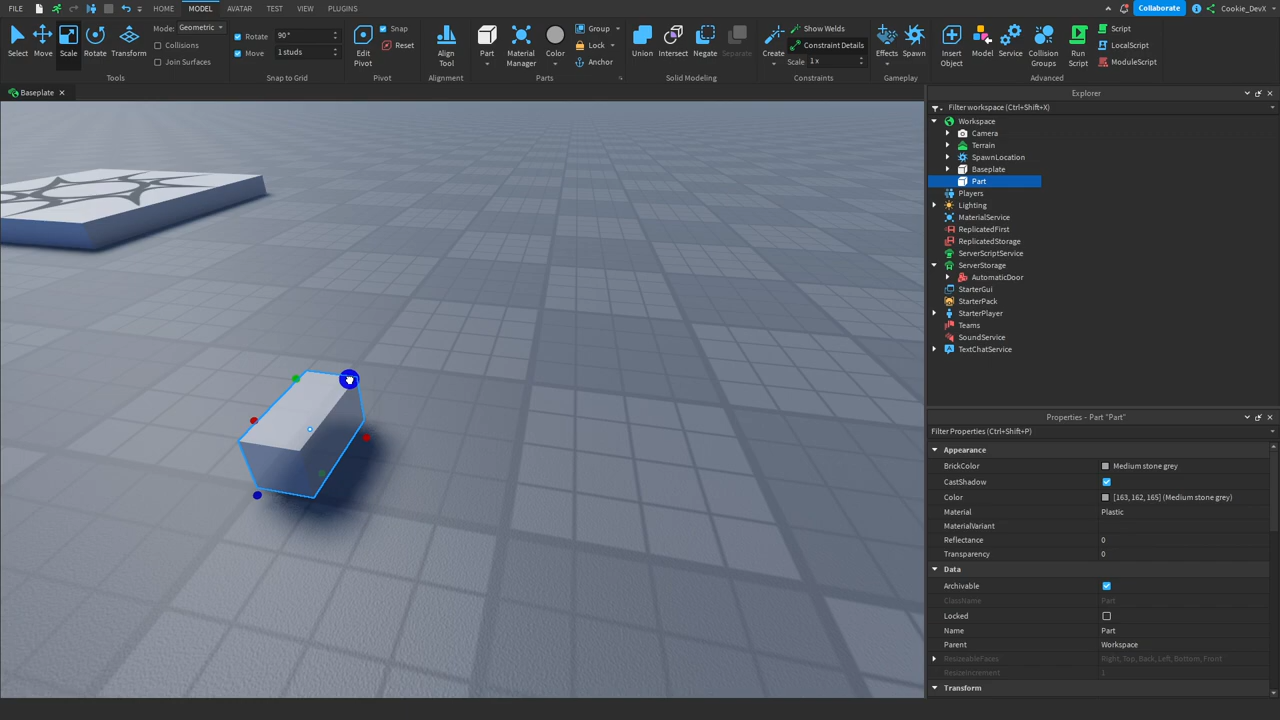 FILE HOME MODEL AVATAR TEST VIEW PLUGINS Collaborate Cookie_DevX
Select Move Scale Rotate Transform
Mode: Geometric
Collisions
Join Surfaces
Tools
Rotate 90°
Move 1 studs
Snap to Grid
Edit Pivot
Snap
Reset
Pivot
Align Tool
Alignment
Part Material Manager Color
Group
Lock
Anchor
Parts
Union Intersect Negate Separate
Solid Modeling
Create
Show Welds
Constraint Details
Scale 1 x
Constraints
Effects Spawn
Gameplay
Insert Object Model Service Collision Groups Run Script
Script
LocalScript
ModuleScript
Advanced
Baseplate
Explorer
Filter workspace (Ctrl+Shift+X)
Workspace
Camera
Terrain
SpawnLocation
Baseplate
Part
Players
Lighting
MaterialService
ReplicatedFirst
ReplicatedStorage
ServerScriptService
ServerStorage
AutomaticDoor
StarterGui
StarterPack
StarterPlayer
Teams
SoundService
TextChatService
Properties - Part "Part"
Filter Properties (Ctrl+Shift+P)
Appearance
BrickColor Medium stone grey
CastShadow
Color [163, 162, 165] (Medium stone grey)
Material Plastic
MaterialVariant
Reflectance 0
Transparency 0
Data
Archivable
ClassName Part
Locked
Name Part
Parent Workspace
ResizeableFaces Right, Top, Back, Left, Bottom, Front
ResizeIncrement 1
Transform